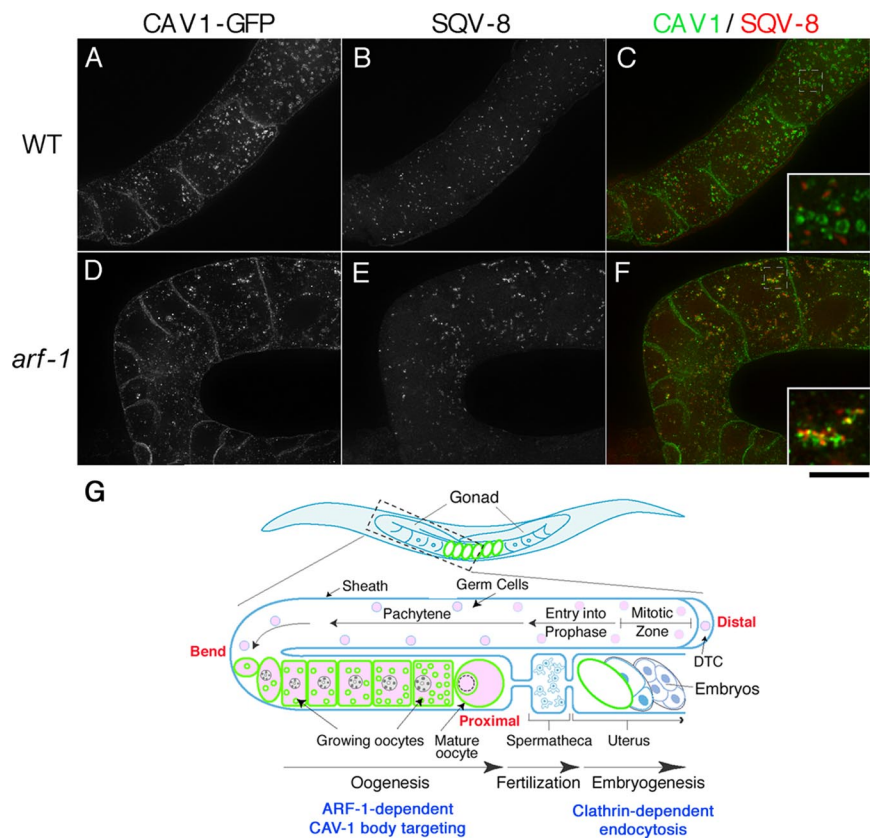 CAV1-GFP SQV-8 CAV1 / SQV-8
WT
A B C
arf-1
D E F
G
Gonad
Sheath
Germ Cells
Pachytene
Entry into
Prophase
Mitotic
Zone
Distal
Bend
DTC
Embryos
Proximal
Growing oocytes
Mature
oocyte
Spermatheca
Uterus
Oogenesis Fertilization Embryogenesis
ARF-1-dependent
CAV-1 body targeting
Clathrin-dependent
endocytosis